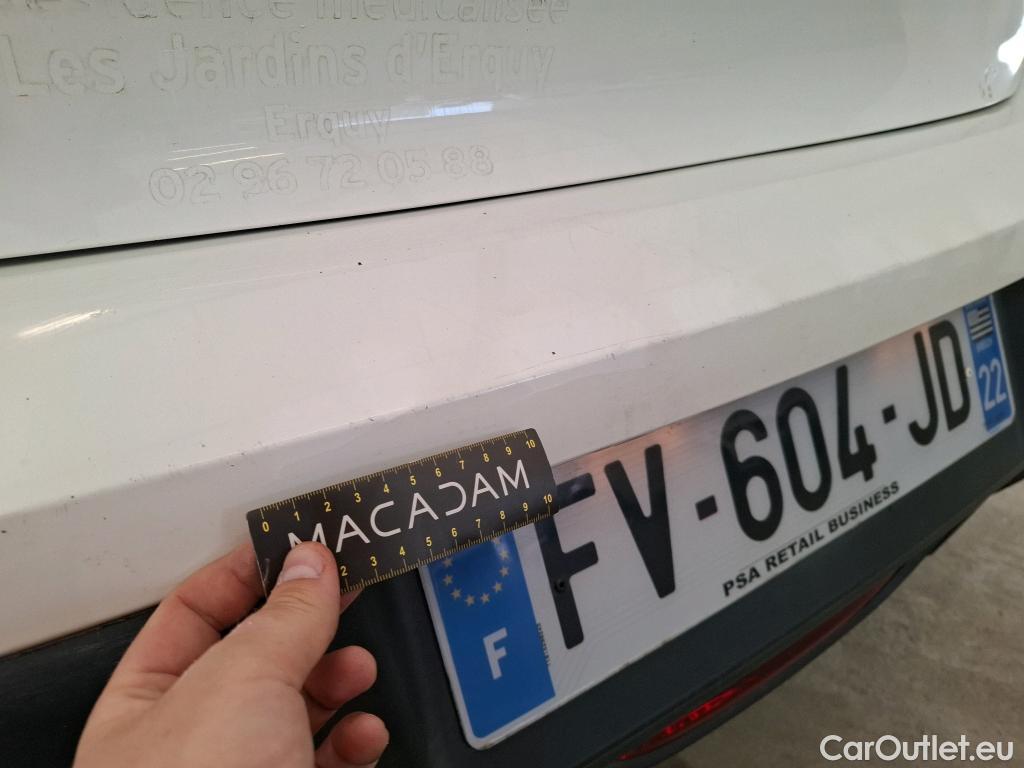 médicalisée
Les Jardins d'Erquy
Erquy
02 96 72 05 88
0 1 2 3 4 5 6 7 8 9 10
MACADAM
2 3 4 5 6 7 8 9 10
FV-604-JD
22
F
PSA RETAIL BUSINESS
CarOutlet.eu